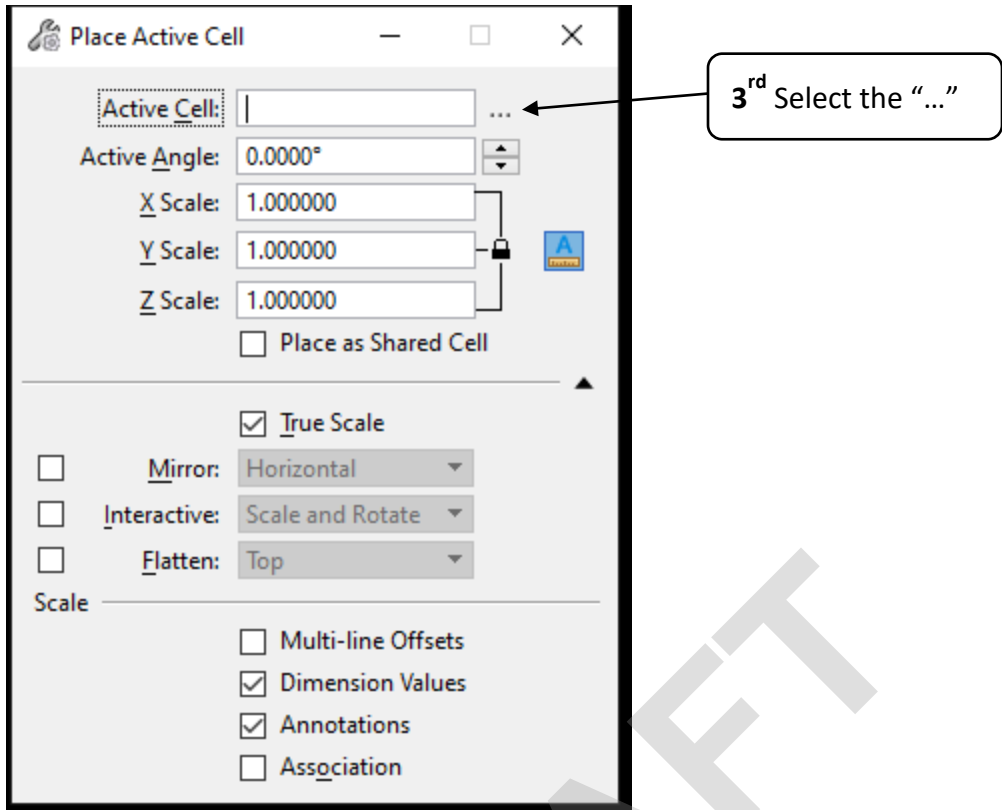 Place Active Cell
Active Cell: ...
3rd Select the “…”
Active Angle: 0.0000°
X Scale: 1.000000
Y Scale: 1.000000
A
Z Scale: 1.000000
Place as Shared Cell
True Scale
Mirror: Horizontal
Interactive: Scale and Rotate
Flatten: Top
Scale
Multi-line Offsets
Dimension Values
Annotations
Association
AFT